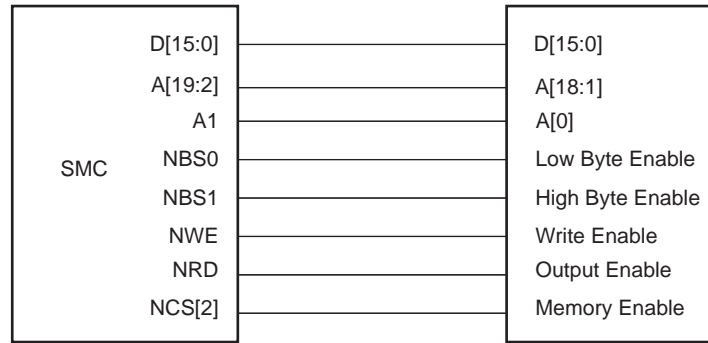 D[15:0] D[15:0]
A[19:2] A[18:1]
A1 A[0]
NBS0 Low Byte Enable
SMC
NBS1 High Byte Enable
NWE Write Enable
NRD Output Enable
NCS[2] Memory Enable